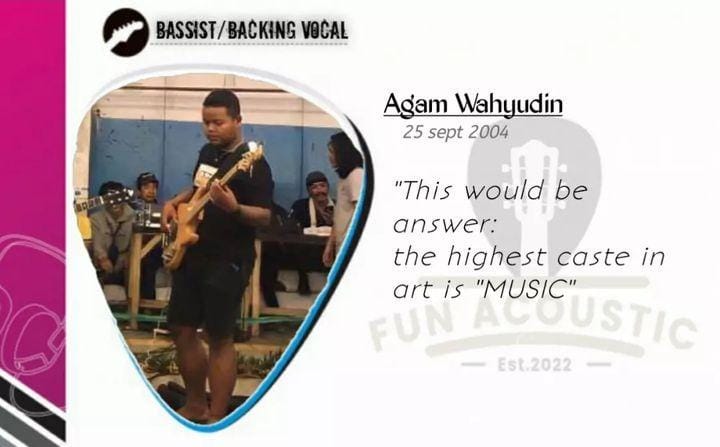 BASSIST/BACKING VOCAL
Agam Wahyudin
25 sept 2004
"This would be
answer:
the highest caste in
art is "MUSIC"
FUN ACOUSTIC
Est.2022